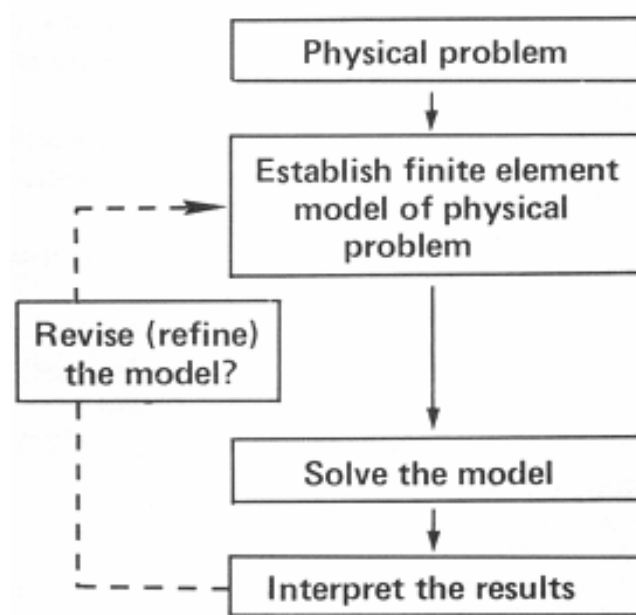 Physical problem
Establish finite element
model of physical
problem
Revise (refine)
the model?
Solve the model
Interpret the results